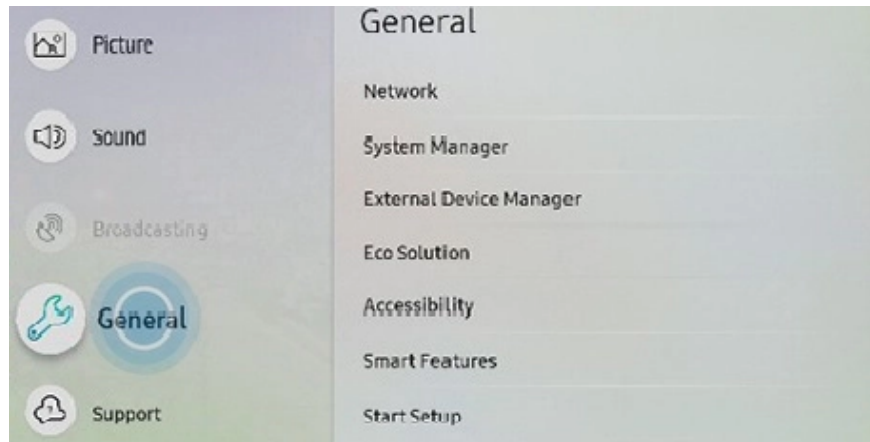 Picture
Sound
Broadcasting
General
Support
General
Network
System Manager
External Device Manager
Eco Solution
Accessibility
Smart Features
Start Setup